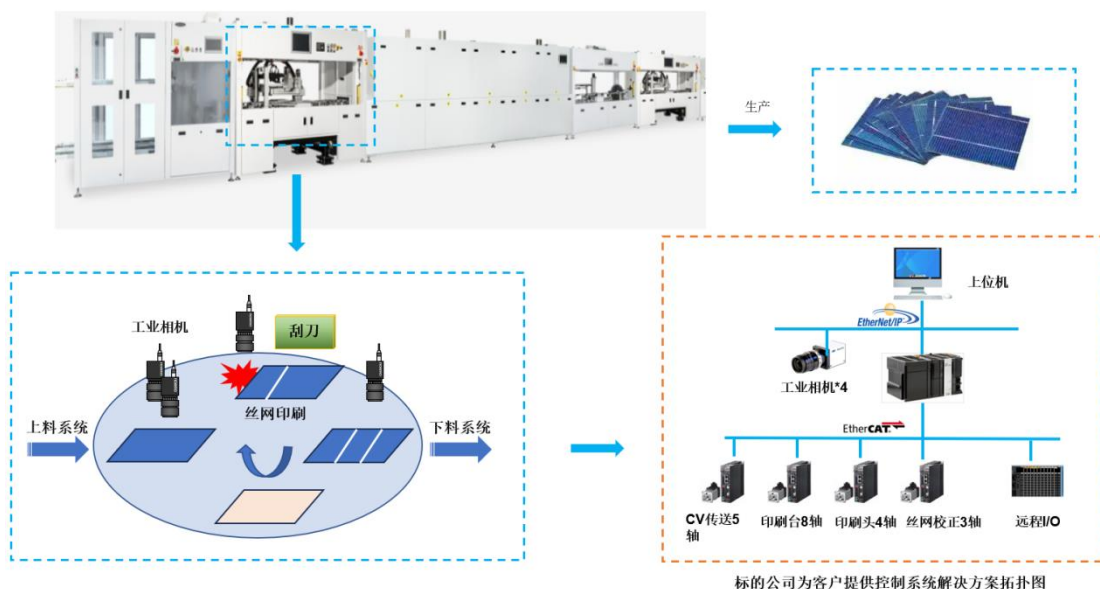 生产
工业相机
刮刀
丝网印刷
上料系统
下料系统
上位机
EtherNet/IP
工业相机*4
EtherCAT
CV传送5
轴
印刷台8轴
印刷头4轴
丝网校正3轴
远程I/O
标的公司为客户提供控制系统解决方案拓扑图